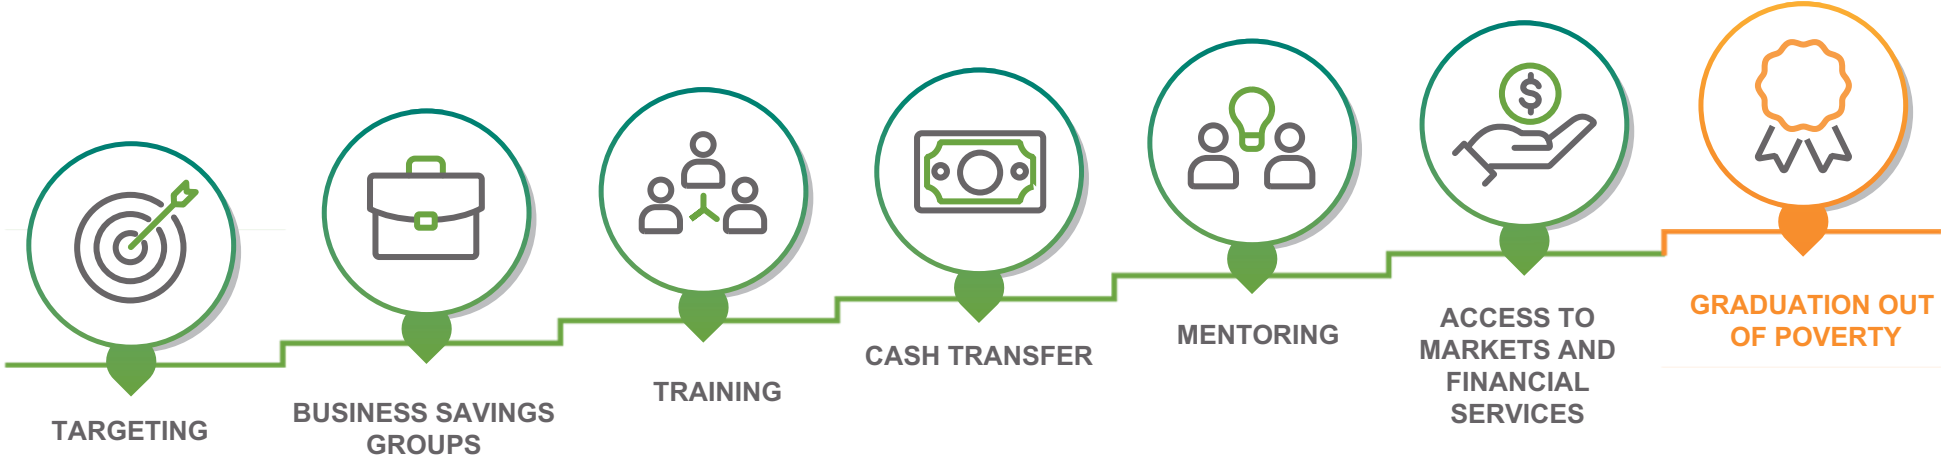 TARGETING
BUSINESS SAVINGS
GROUPS
TRAINING
CASH TRANSFER
MENTORING
$
ACCESS TO
MARKETS AND
FINANCIAL
SERVICES
GRADUATION OUT
OF POVERTY